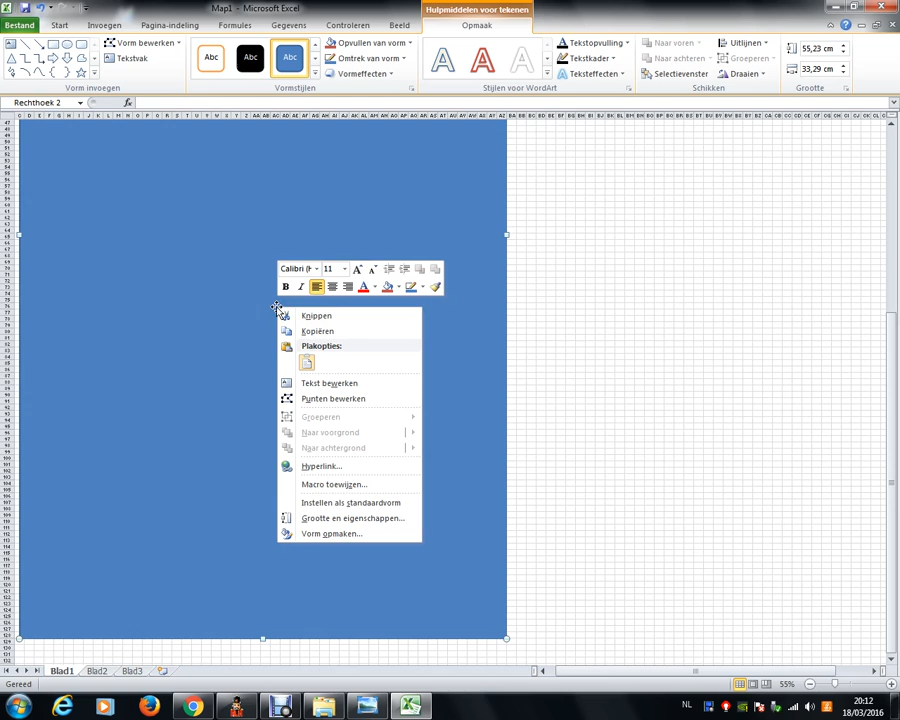 Map1 - Microsoft Excel
Hulpmiddelen voor tekenen
Bestand Start Invoegen Pagina-indeling Formules Gegevens Controleren Beeld Opmaak
Vorm bewerken
Tekstvak
Vorm invoegen
Abc Abc Abc
Opvullen van vorm
Omtrek van vorm
Vormeffecten
Vormstijlen
A A A
Tekstopvulling
Tekstkader
Teksteffecten
Stijlen voor WordArt
Naar voren
Naar achteren
Selectievenster
Uitlijnen
Groeperen
Draaien
Schikken
55,23 cm
33,29 cm
Grootte
Rechthoek 2
fx
Calibri (H 11
B I
Knippen
Kopiëren
Plakopties:
Tekst bewerken
Punten bewerken
Groeperen
Naar voorgrond
Naar achtergrond
Hyperlink...
Macro toewijzen...
Instellen als standaardvorm
Grootte en eigenschappen...
Vorm opmaken...
Blad1 Blad2 Blad3
Gereed
55%
NL
20:12
18/03/2016